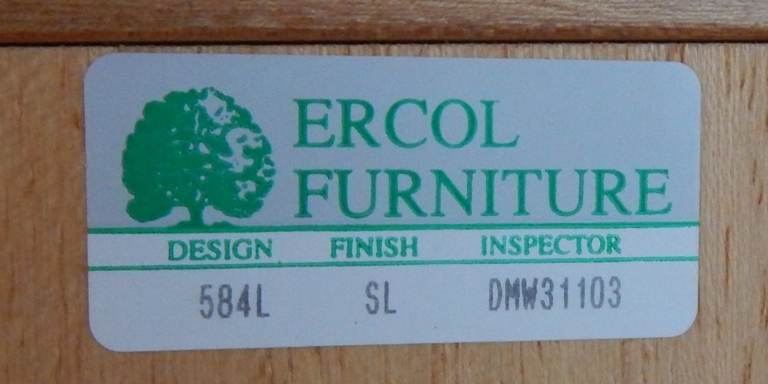 ERCOL
FURNITURE
DESIGN FINISH INSPECTOR
584L SL DMW31103